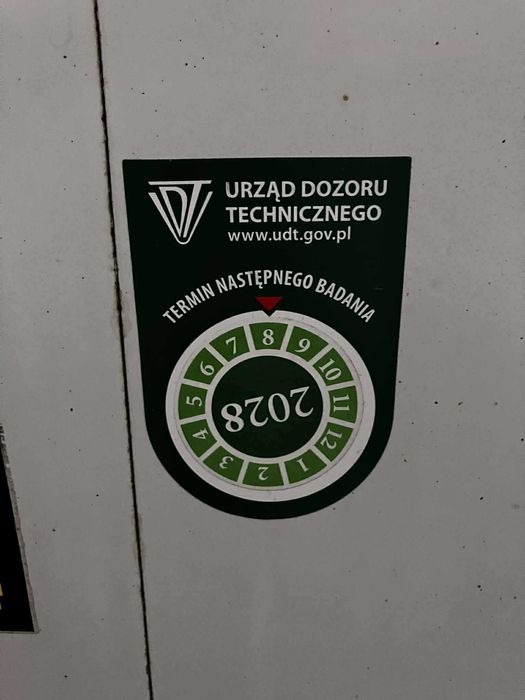 UDT
URZĄD DOZORU
TECHNICZNEGO
www.udt.gov.pl
TERMIN NASTĘPNEGO BADANIA
1 2 3 4 5 6 7 8 9 10 11 12
2028